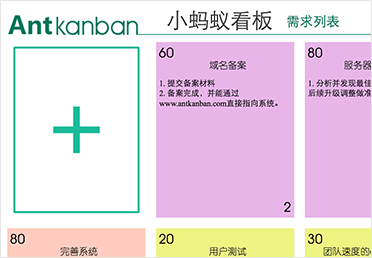 Antkanban 小蚂蚁看板 需求列表
60
域名备案
1. 提交备案材料
2. 备案完成，并能通过
www.antkanban.com直接指向系统。
2
80
服务器
1. 分析并发现最佳
后续升级调整做准
80
完善系统
20
用户测试
30
团队速度的